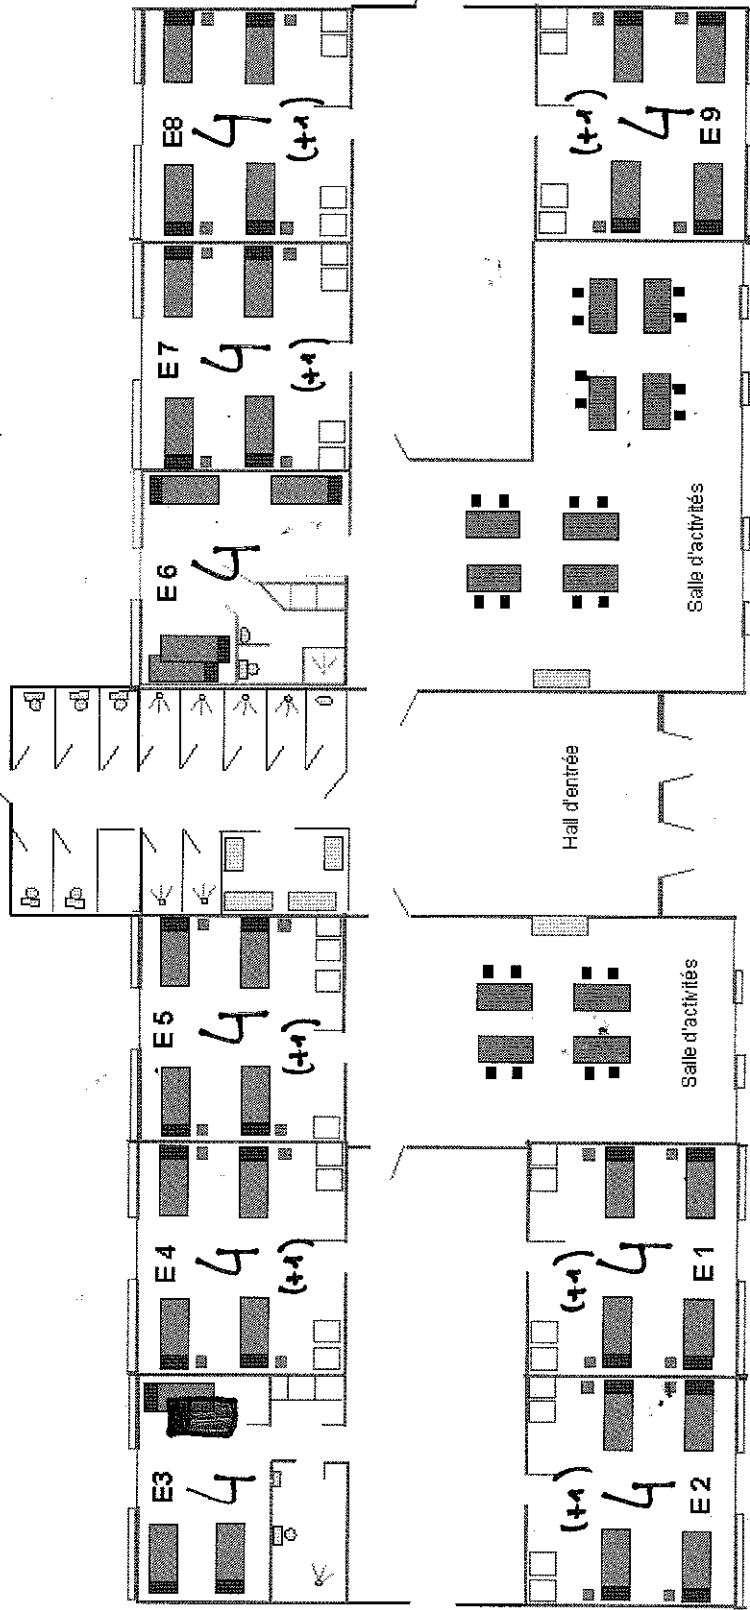 E3
4
E4
4
(+1)
E5
4
(+1)
E6
4
E7
4
(+1)
E8
4
(+1)
Hall d'entrée
Salle d'activités
Salle d'activités
(+1)
4
E2
(+1)
4
E1
(+1)
4
E9